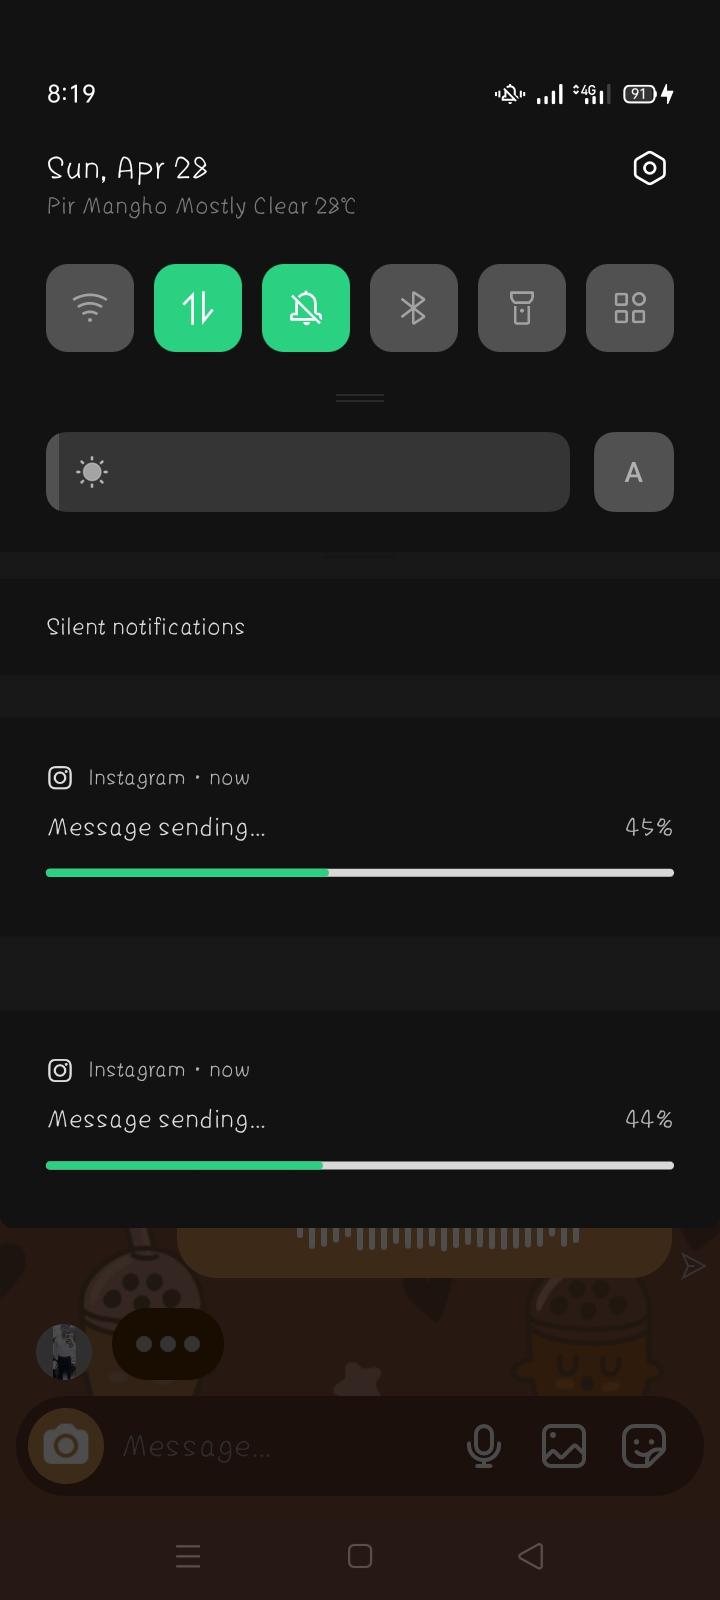 8:19
4G
91
Sun, Apr 28
Pir Mangho Mostly Clear 28℃
A
Silent notifications
Instagram • now
Message sending... 45%
Instagram • now
Message sending... 44%
Message...